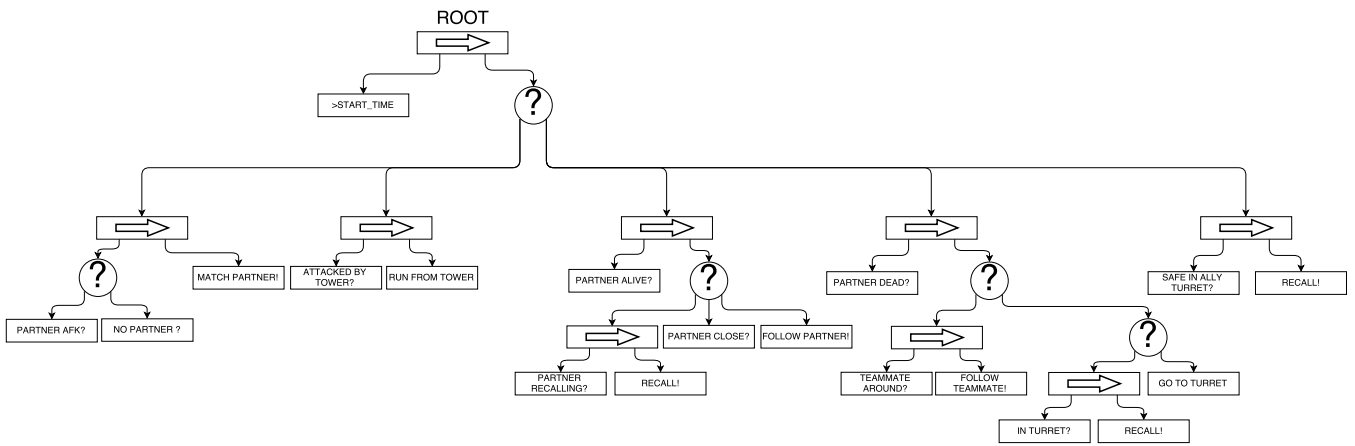 ROOT
>START_TIME
?
? MATCH PARTNER!
PARTNER AFK?
NO PARTNER ?
ATTACKED BY
TOWER?
RUN FROM TOWER
PARTNER ALIVE?
?
PARTNER CLOSE?
FOLLOW PARTNER!
PARTNER
RECALLING?
RECALL!
PARTNER DEAD?
?
TEAMMATE
AROUND?
FOLLOW
TEAMMATE!
?
GO TO TURRET
IN TURRET?
RECALL!
SAFE IN ALLY
TURRET?
RECALL!